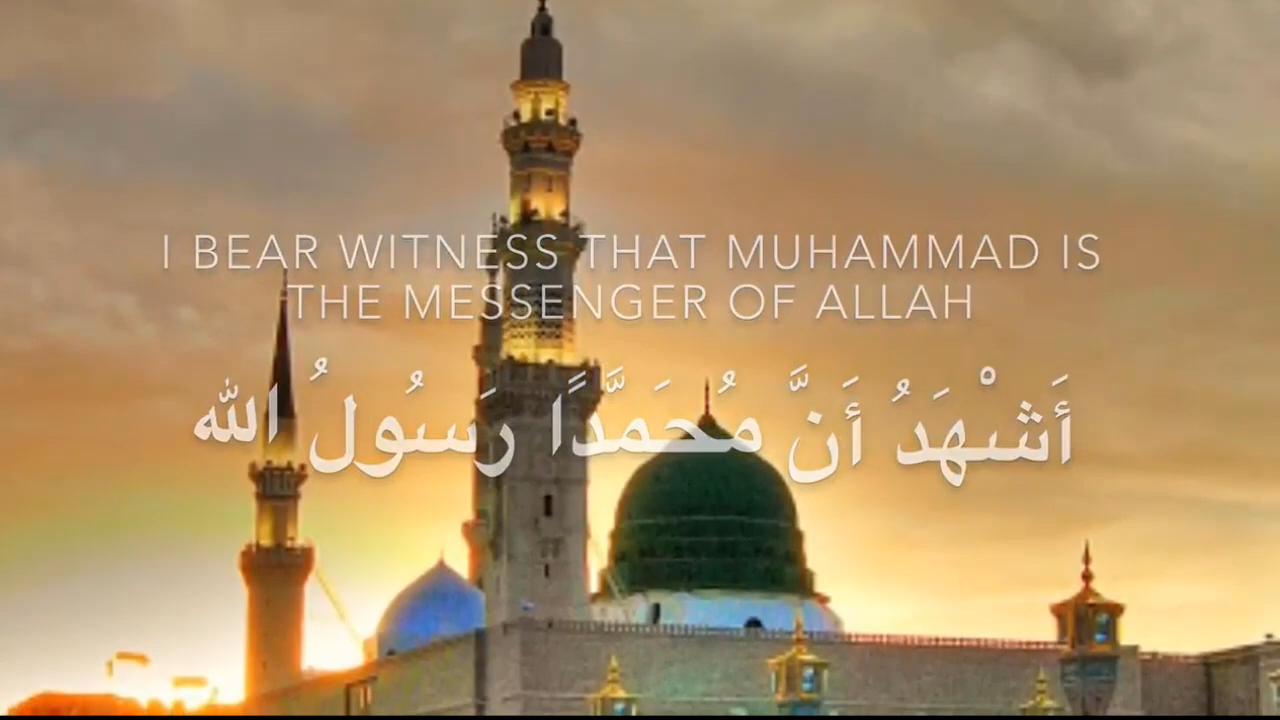 I BEAR WITNESS THAT MUHAMMAD IS
THE MESSENGER OF ALLAH
أَشْهَدُ أَنَّ مُحَمَّدًا رَسُولُ الله